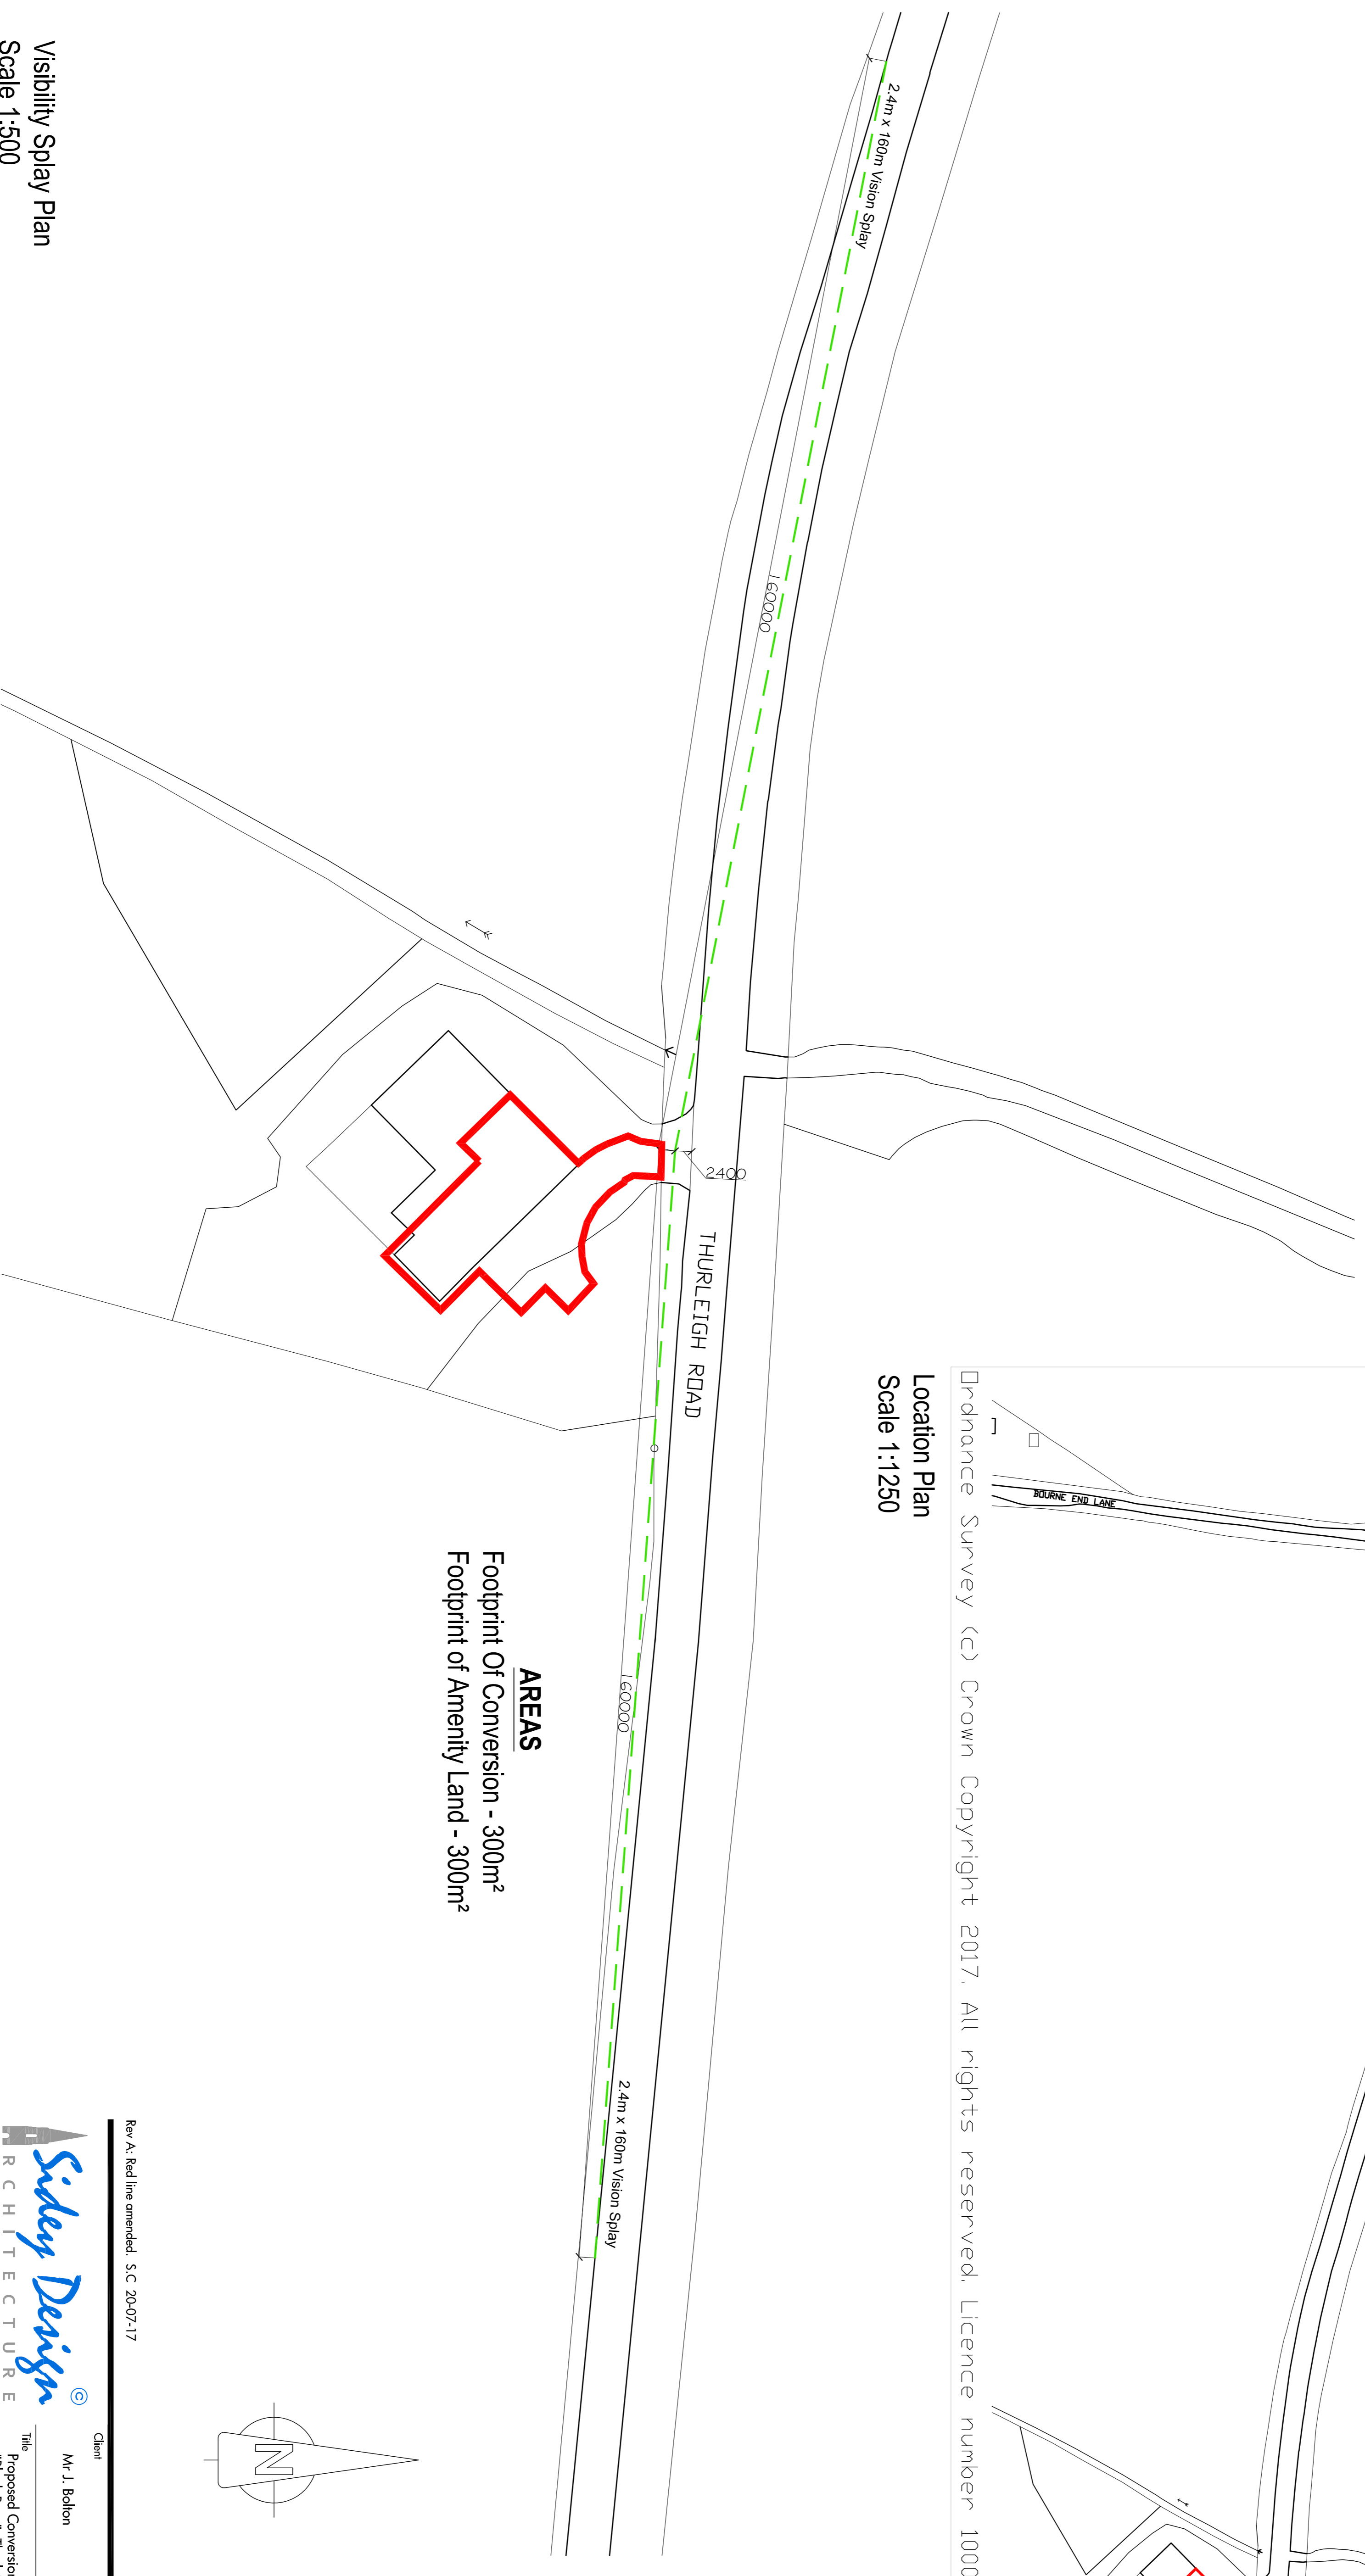 Ordnance Survey (c) Crown Copyright 2017. All rights reserved. Licence number
BOURNE END LANE
Location Plan
Scale 1:1250
2.4m x 160m Vision Splay
160000
2400
THURLEIGH ROAD
160000
2.4m x 160m Vision Splay
AREAS
Footprint Of Conversion - 300m²
Footprint of Amenity Land - 300m²
N
Visibility Splay Plan
Scale 1:500
Rev A: Red line amended. S.C 20-07-17
Sidey Design ©
ARCHITECTURE
Client
Mr J. Bolton
Title
Proposed Conversion